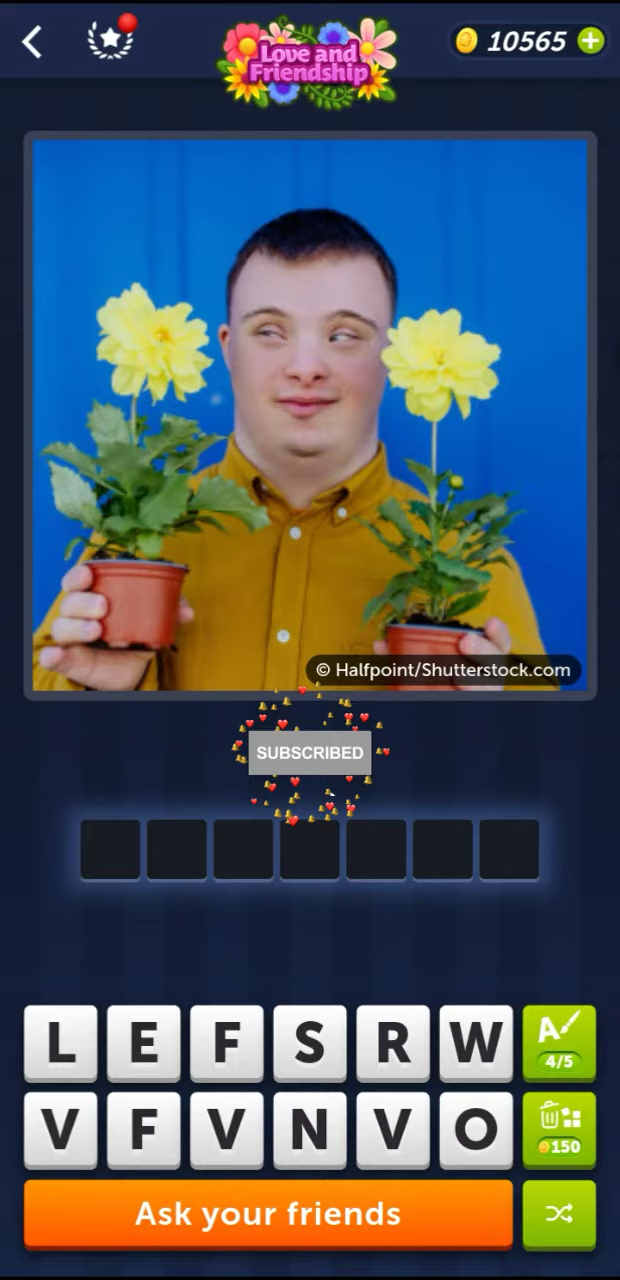 Love and
Friendship
10565
© Halfpoint/Shutterstock.com
SUBSCRIBED
L E F S R W
A
4/5
V F V N V O
150
Ask your friends